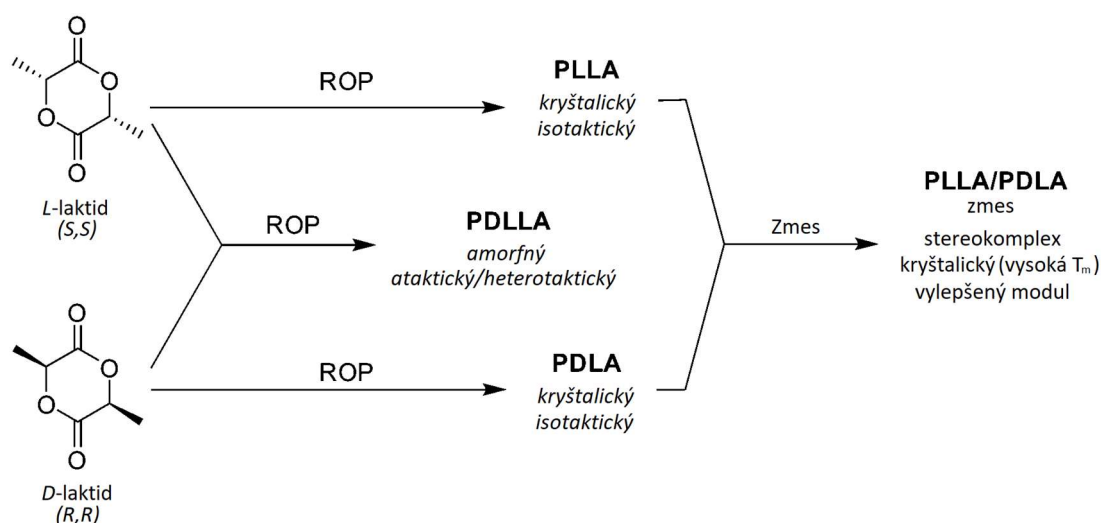 O
O
O
O
L-laktid
(S,S)
ROP
PLLA
kryštalický
isotaktický
ROP
PDLLA
amorfný
ataktický/heterotaktický
O
O
O
O
D-laktid
(R,R)
ROP
PDLA
kryštalický
isotaktický
Zmes
PLLA/PDLA
zmes
stereokomplex
kryštalický (vysoká Tm)
vylepšený modul